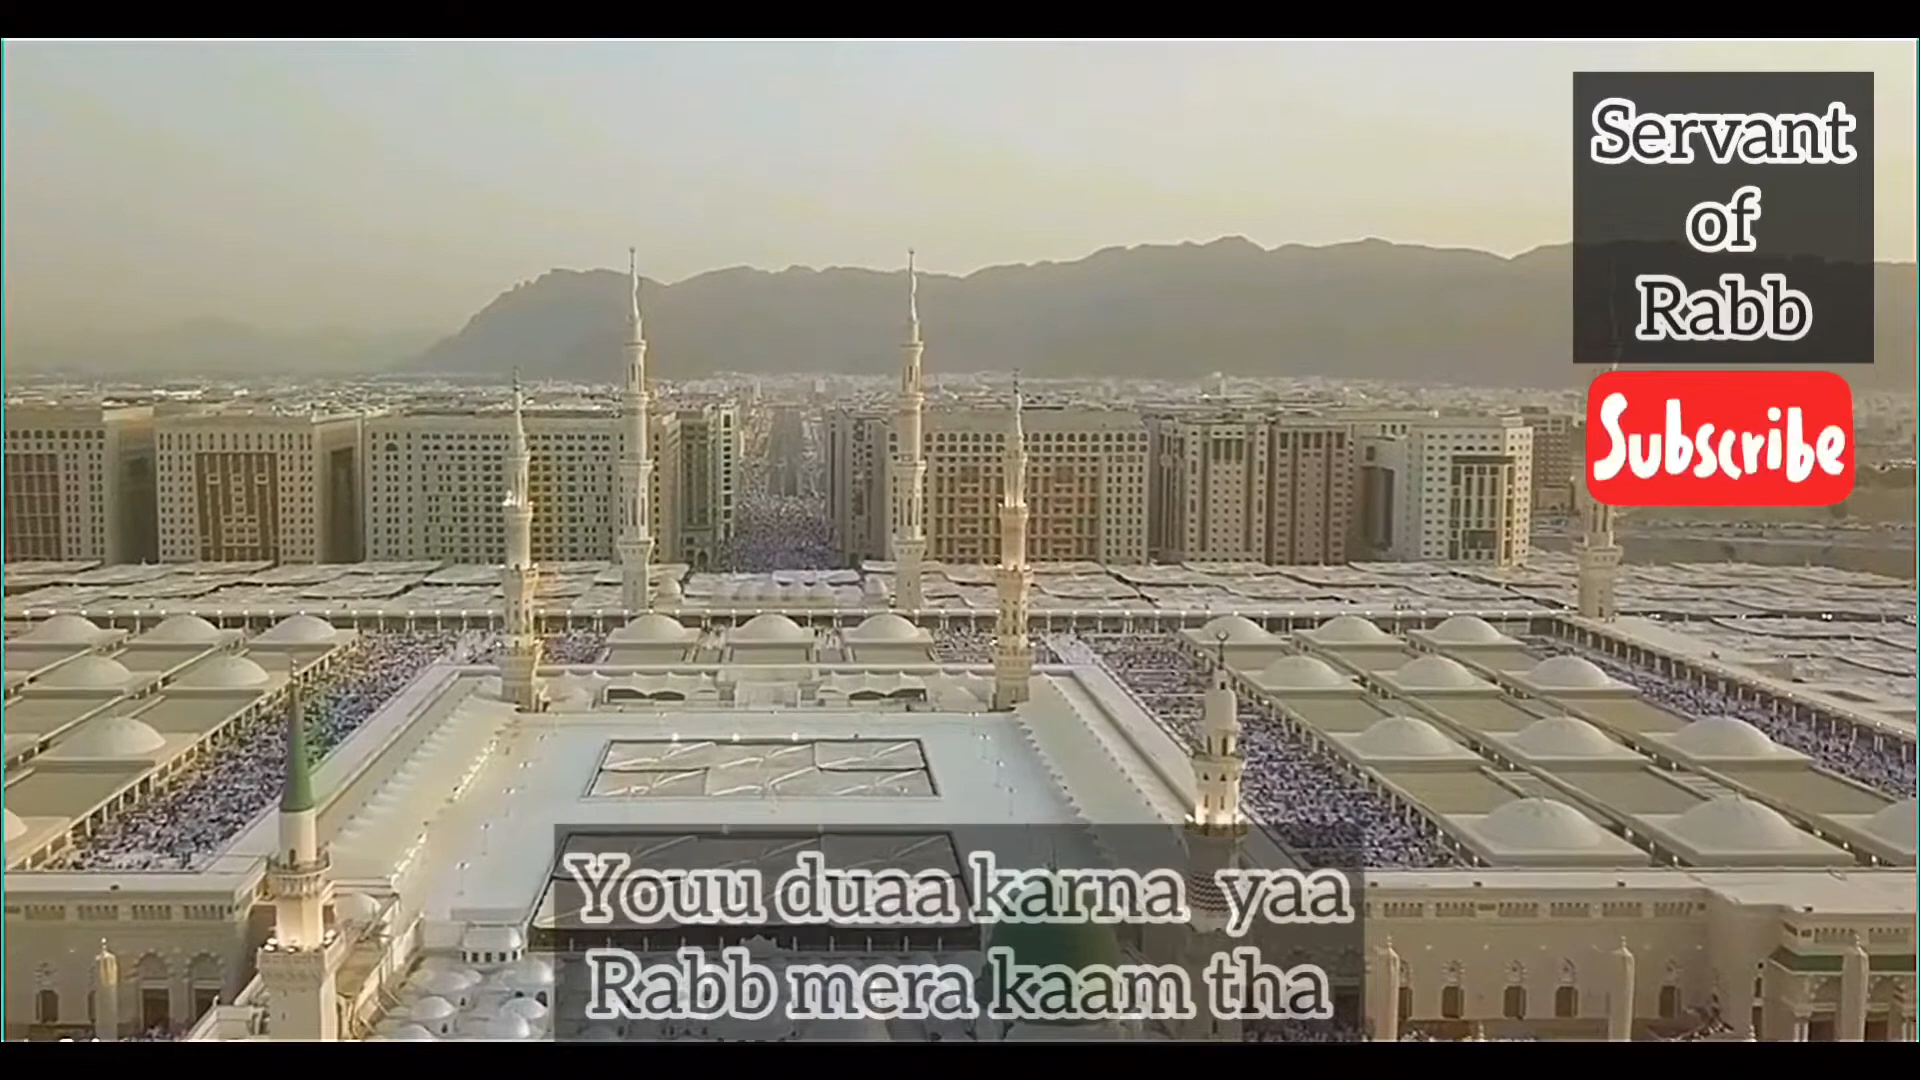 Servant
of
Rabb
Subscribe
Youu duaa karna yaa
Rabb mera kaam tha